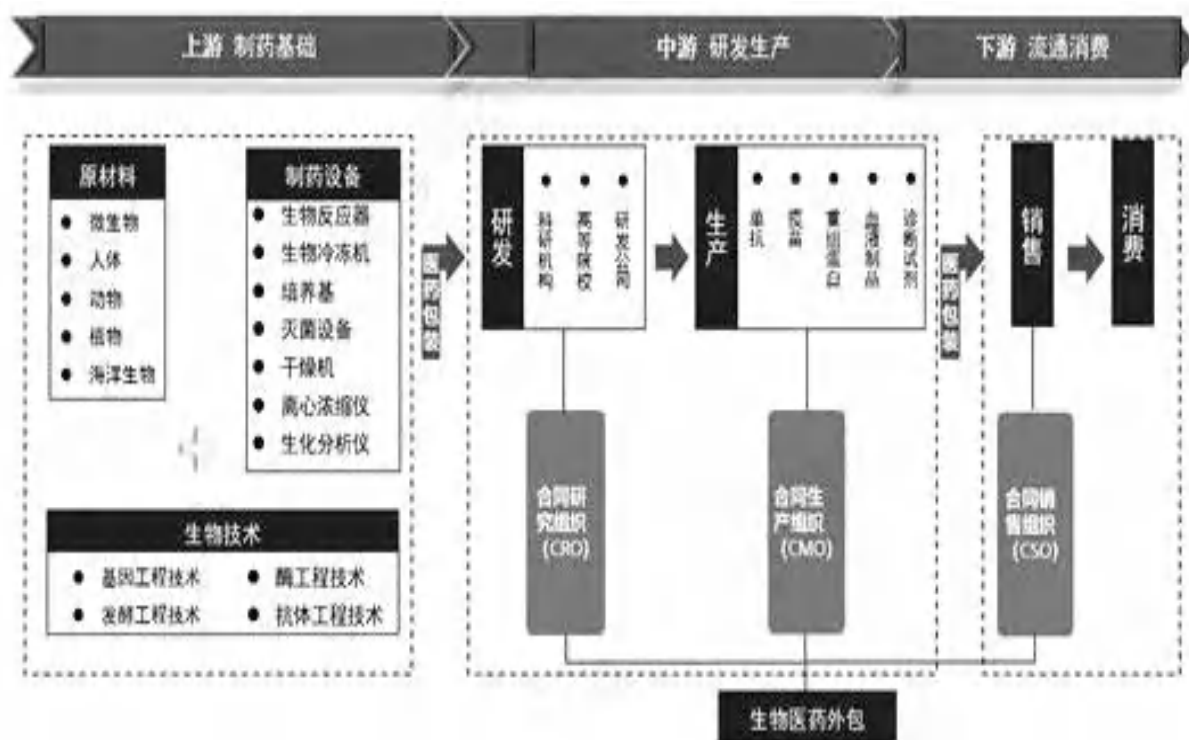 上游 制药基础
中游 研发生产
下游 流通消费
原材料
微生物
人体
动物
植物
海洋生物
制药设备
生物反应器
生物冷冻机
培养基
灭菌设备
干燥机
离心浓缩仪
生化分析仪
生物技术
基因工程技术
酶工程技术
发酵工程技术
抗体工程技术
医药包装
研发
科研机构
高等院校
研发公司
生产
单抗
疫苗
重组蛋白
血液制品
诊断试剂
医药包装
销售
消费
合同研
究组织
(CRO)
合同生
产组织
(CMO)
合同销
售组织
(CSO)
生物医药外包